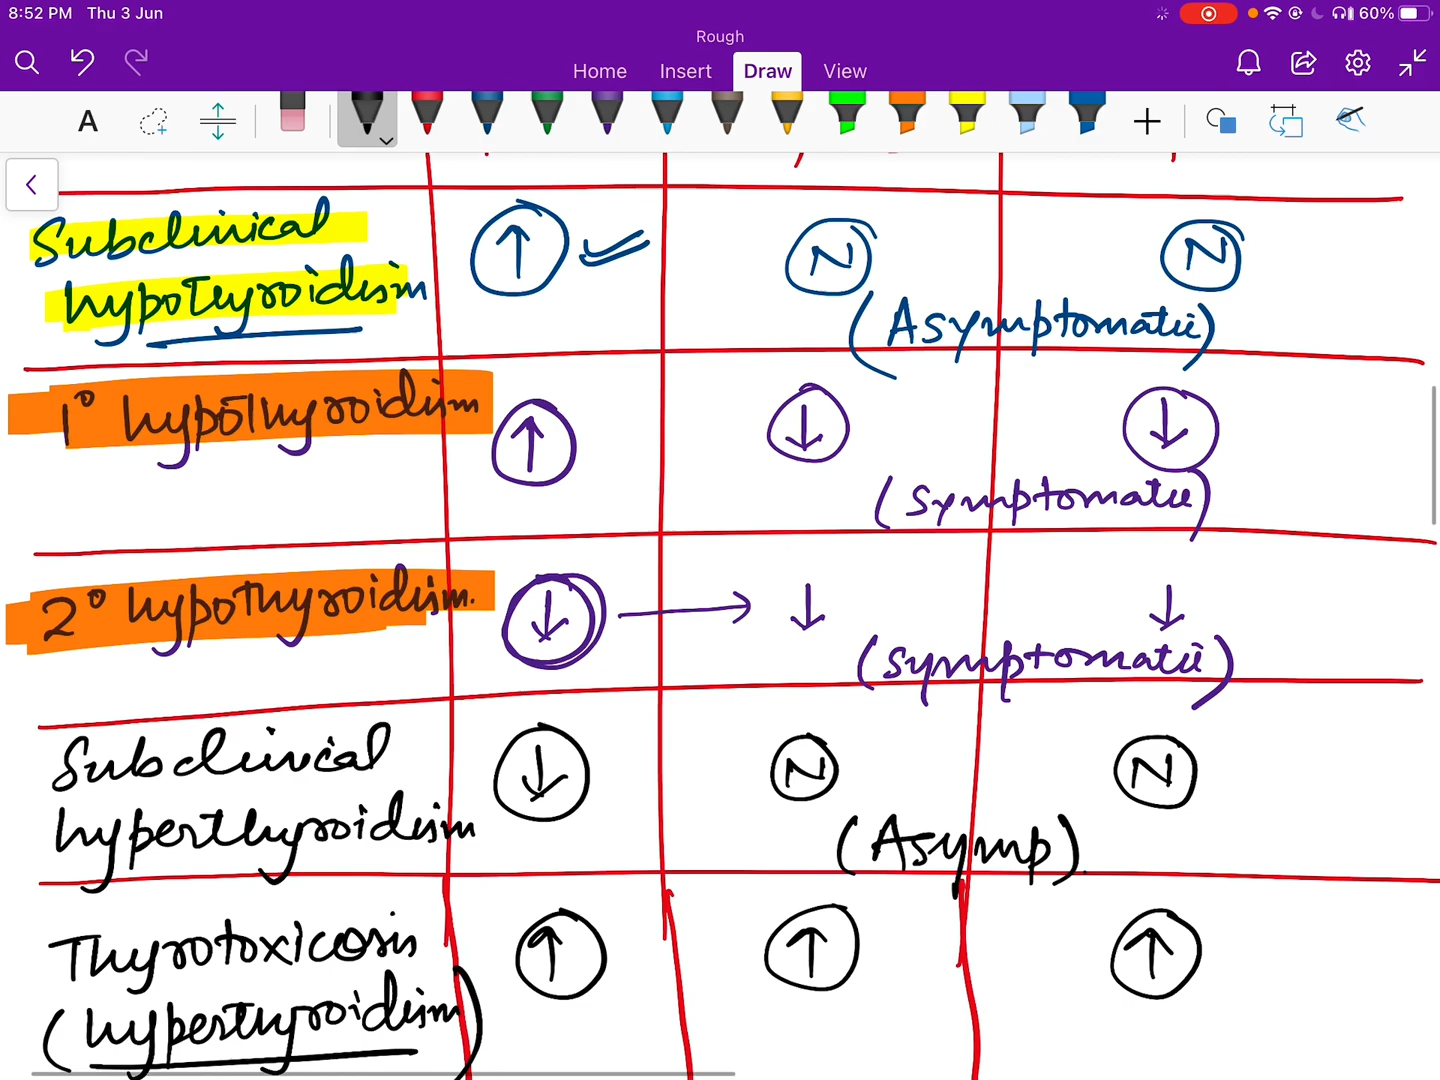 8:52 PM Thu 3 Jun
60%
Rough
Home Insert Draw View
A
Subclinical ↑ N N
hypothyroidism
(Asymptomatic)
1° hypothyroidism ↑ ↓ ↓
(Symptomatic)
2° hypothyroidism. ↓ → ↓ ↓
(Symptomatic)
Subclinical ↓ N N
hyperthyroidism
(Asymp)
Thyrotoxicosis ↑ ↑ ↑
(hyperthyroidism)